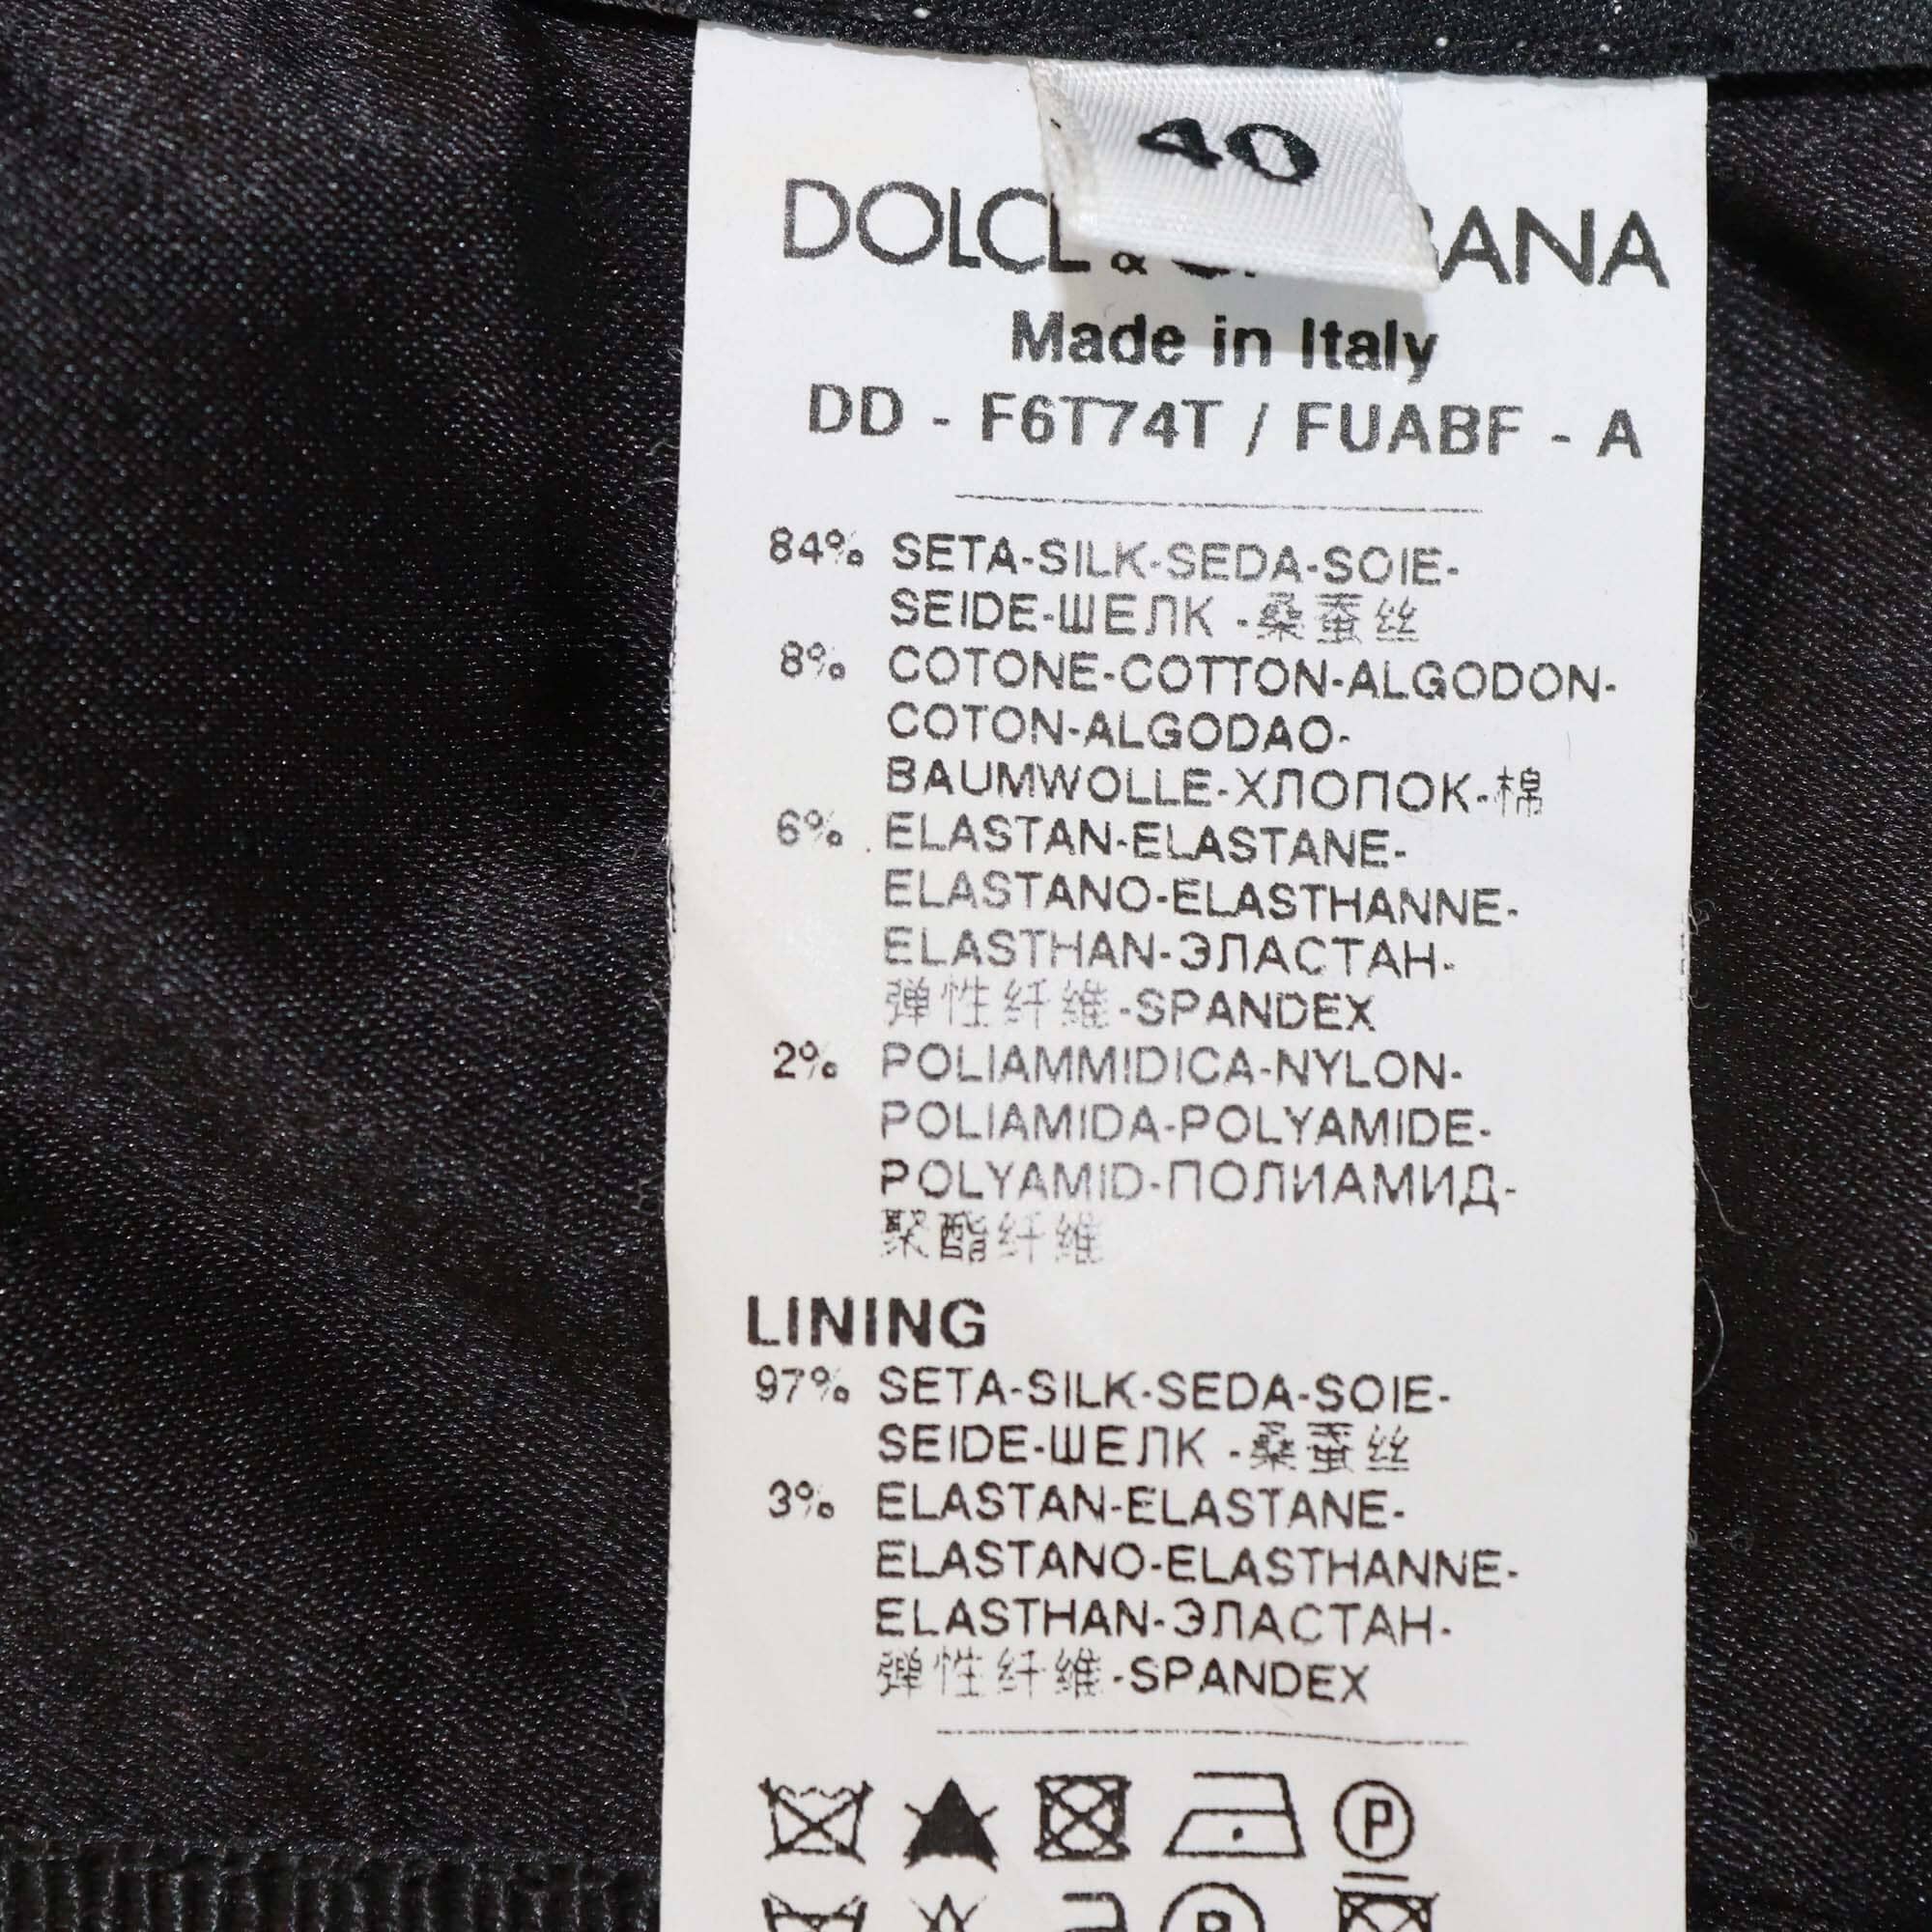 40
DOLCE & GABBANA
Made in Italy
DD - F6T74T / FUABF - A
84% SETA-SILK-SEDA-SOIE-
SEIDE-ШЕЛК -桑蚕丝
8% COTONE-COTTON-ALGODON-
COTON-ALGODAO-
BAUMWOLLE-ХЛОПОК-棉
6% ELASTAN-ELASTANE-
ELASTANO-ELASTHANNE-
ELASTHAN-ЭЛАСТАН-
弹性纤维-SPANDEX
2% POLIAMMIDICA-NYLON-
POLIAMIDA-POLYAMIDE-
POLYAMID-ПОЛИАМИД-
聚酯纤维
LINING
97% SETA-SILK-SEDA-SOIE-
SEIDE-ШЕЛК -桑蚕丝
3% ELASTAN-ELASTANE-
ELASTANO-ELASTHANNE-
ELASTHAN-ЭЛАСТАН-
弹性纤维-SPANDEX
P